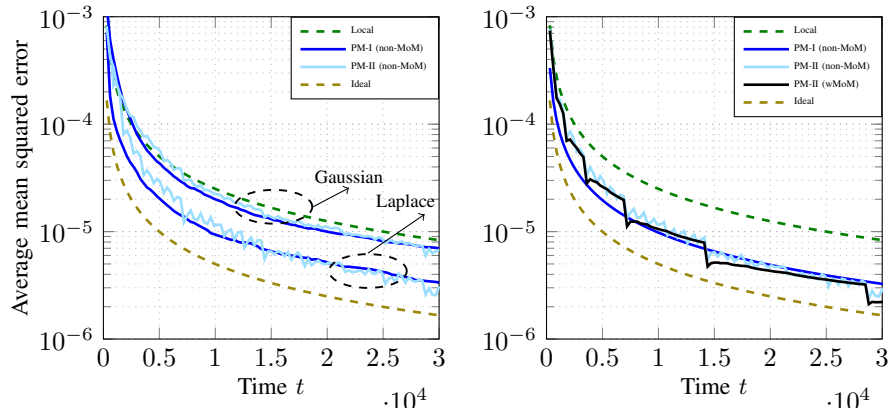 Average mean squared error
10−3
10−4
10−5
10−6
0
0.5
1
1.5
2
2.5
3
Time t
·10^4
Local
PM-I (non-MoM)
PM-II (non-MoM)
Ideal
Gaussian
Laplace
10−3
10−4
10−5
10−6
0.5
1
1.5
2
2.5
3
Time t
·10^4
Local
PM-I (non-MoM)
PM-II (non-MoM)
PM-II (wMoM)
Ideal